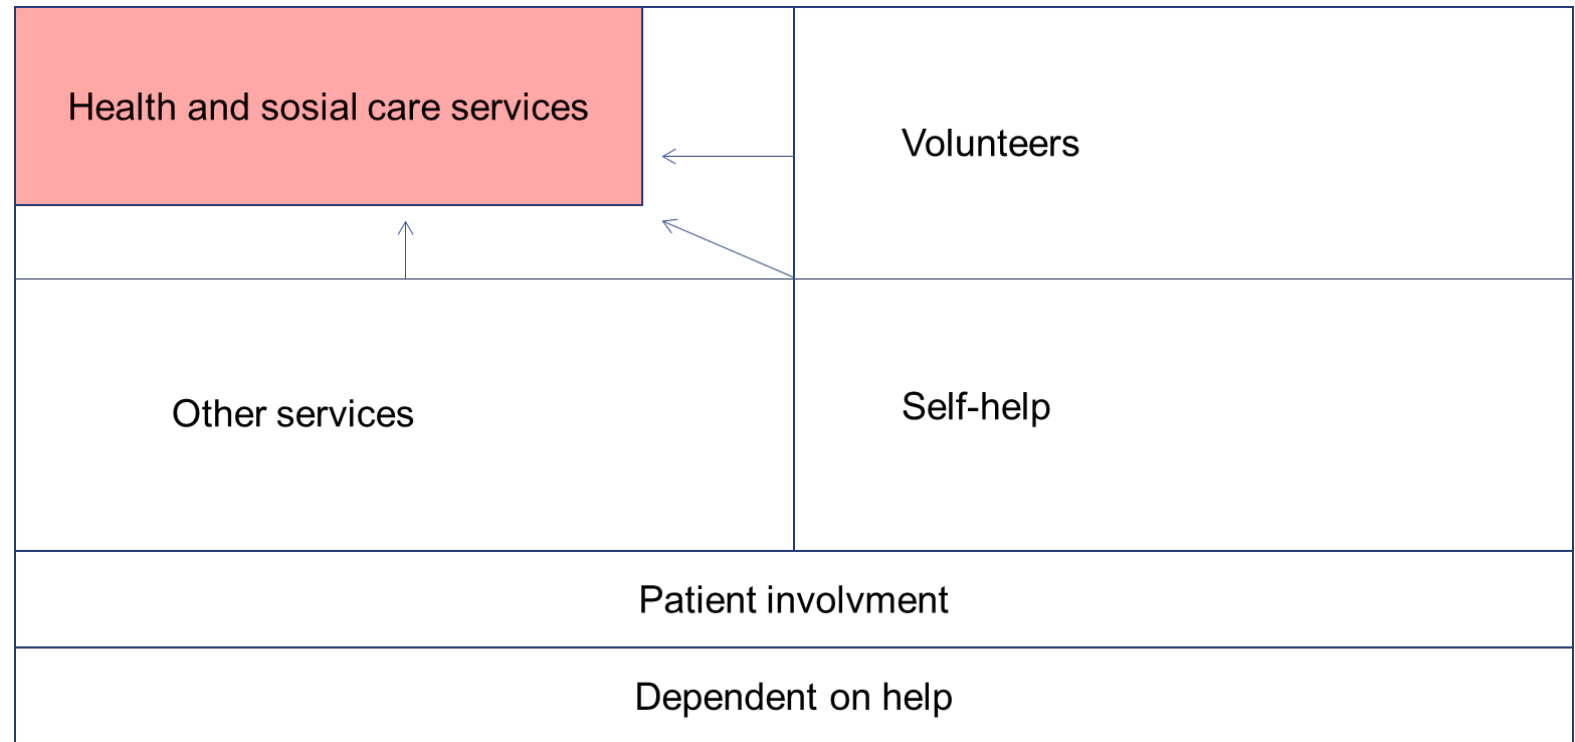 Health and sosial care services
Volunteers
Other services
Self-help
Patient involvment
Dependent on help